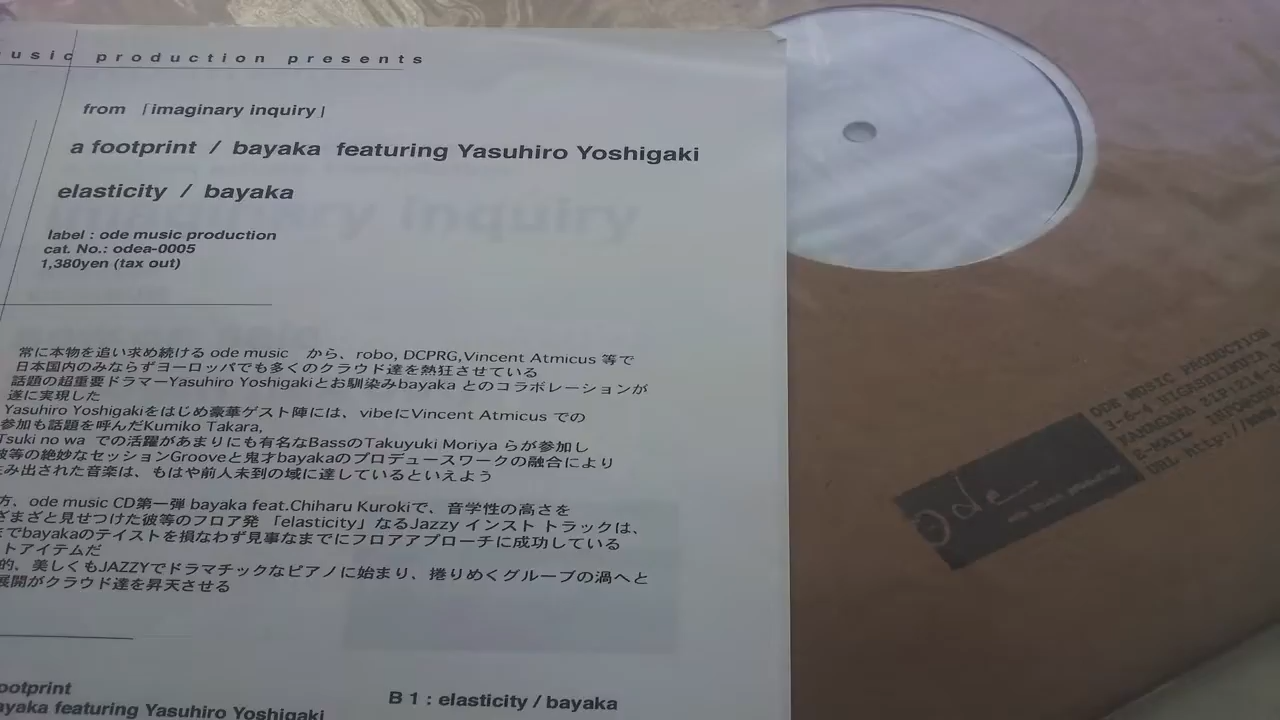 usic production presents
from 「imaginary inquiry」
a footprint / bayaka featuring Yasuhiro Yoshigaki
elasticity / bayaka
label : ode music production
cat. No.: odea-0005
1,380yen (tax out)
常に本物を追い求め続ける ode music から、robo, DCPRG,Vincent Atmicus 等で
日本国内のみならずヨーロッパでも多くのクラウド達を熱狂させている
話題の超重要ドラマーYasuhiro Yoshigakiとお馴染みbayaka とのコラボレーションが
遂に実現した
Yasuhiro Yoshigakiをはじめ豪華ゲスト陣には、vibeにVincent Atmicus での
参加も話題を呼んだKumiko Takara,
Tsuki no wa での活躍があまりにも有名なBassのTakuyuki Moriya らが参加し
彼等の絶妙なセッションGrooveと鬼才bayakaのプロデュースワークの融合により
み出された音楽は、もはや前人未到の域に達しているといえよう
方、ode music CD第一弾 bayaka feat.Chiharu Kurokiで、音学性の高さを
ざまざと見せつけた彼等のフロア発 「elasticity」なるJazzy インスト トラックは、
までbayakaのテイストを損なわず見事なまでにフロアアプローチに成功している
トアイテムだ
的、美しくもJAZZYでドラマチックなピアノに始まり、捲りめくグルーブの渦へと
展開がクラウド達を昇天させる
ootprint
ayaka featuring Yasuhiro Yoshigaki
B 1 : elasticity / bayaka
ode
ode music production
ODE MUSIC PRODUCTION
3-6-4 HIGASHIIKUTA
E-MAIL
URL http://www